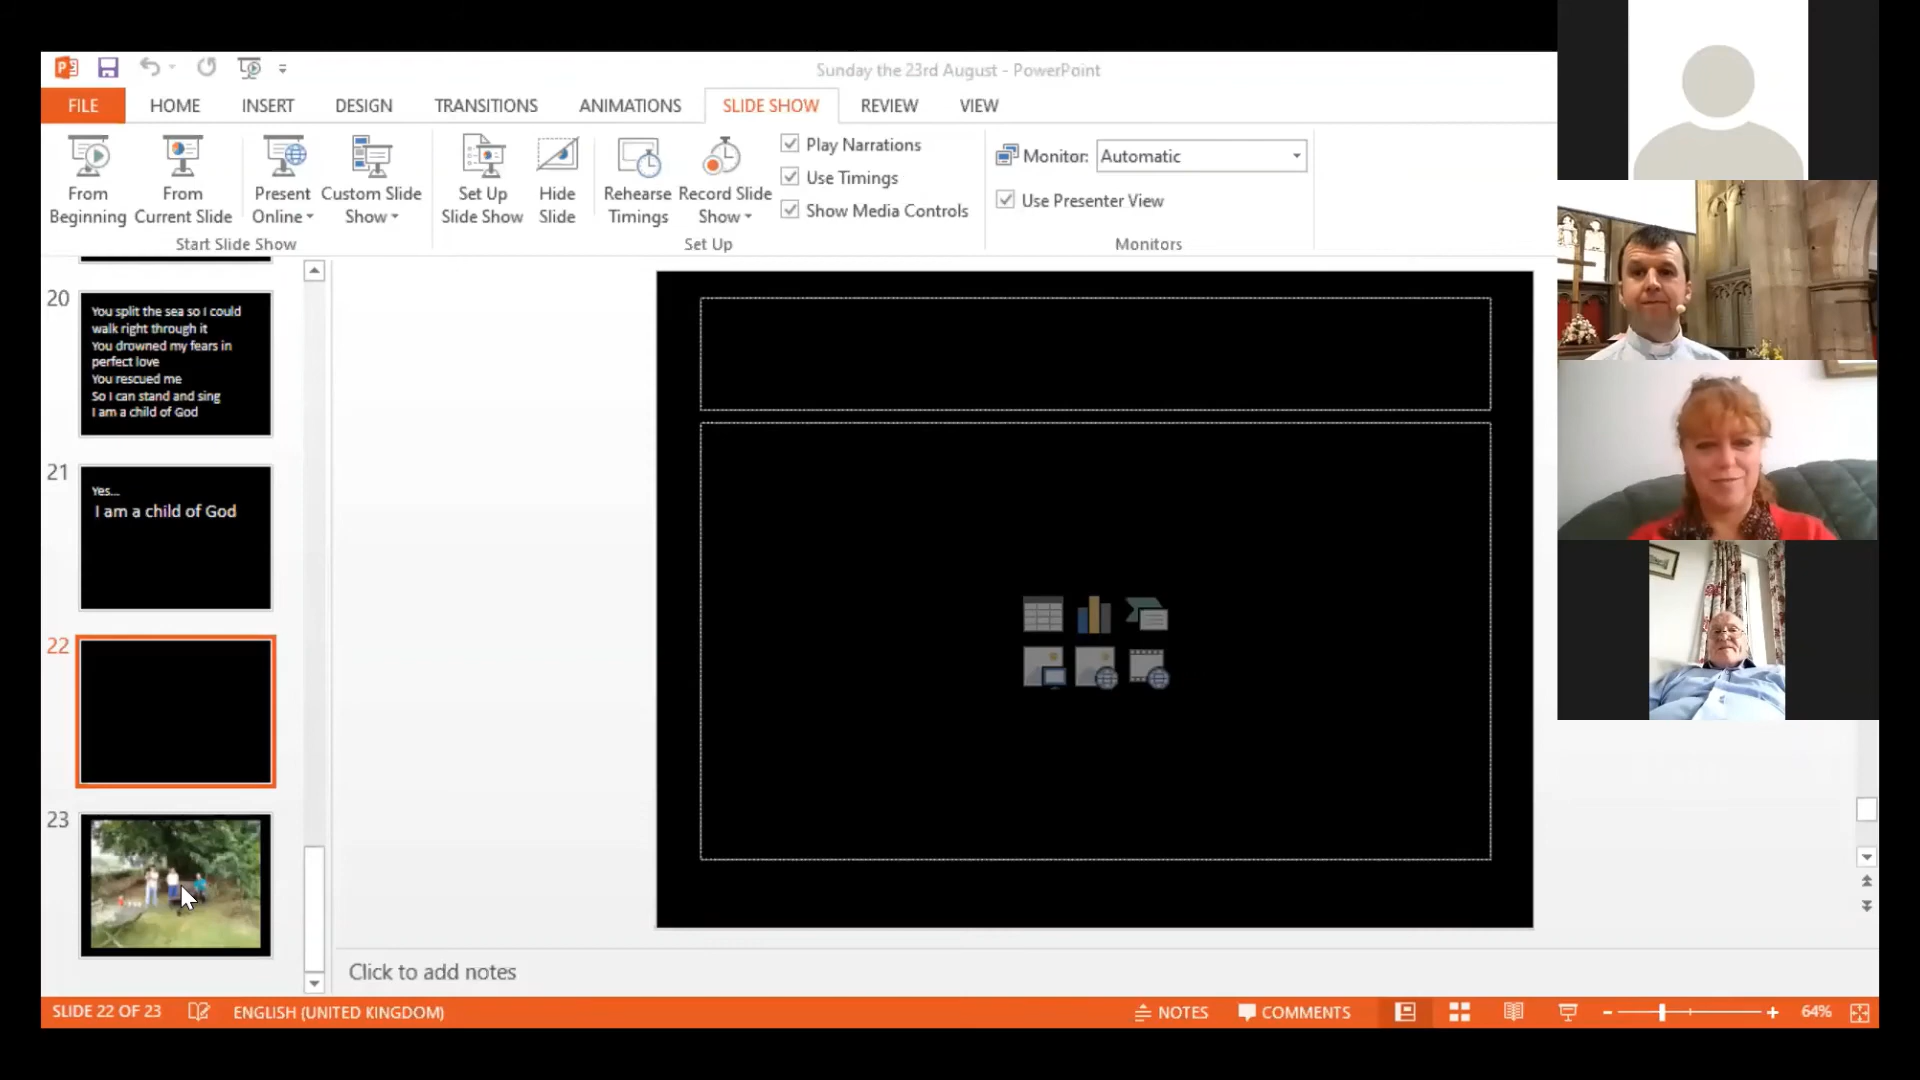 Sunday the 23rd August - PowerPoint
FILE
HOME
INSERT
DESIGN
TRANSITIONS
ANIMATIONS
SLIDE SHOW
REVIEW
VIEW
From
Beginning
From
Current Slide
Present
Online
Custom Slide
Show
Start Slide Show
Set Up
Slide Show
Hide
Slide
Rehearse
Timings
Record Slide
Show
Play Narrations
Use Timings
Show Media Controls
Set Up
Monitor: Automatic
Use Presenter View
Monitors
20
You split the sea so I could
walk right through it
You drowned my fears in
perfect love
You rescued me
So I can stand and sing
I am a child of God
21
Yes...
I am a child of God
22
23
Click to add notes
SLIDE 22 OF 23
ENGLISH (UNITED KINGDOM)
NOTES
COMMENTS
64%